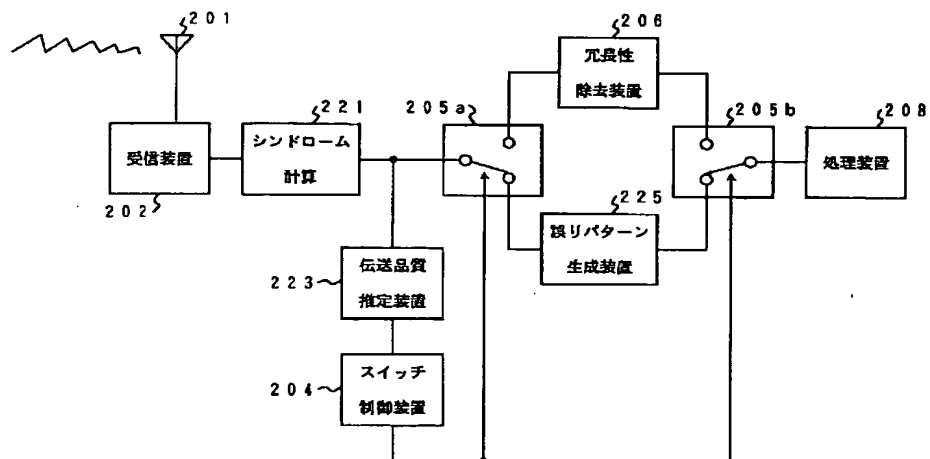 201
206
冗長性
除去装置
221
205a
205b
208
シンドローム
計算
受信装置
処理装置
202
225
誤りパターン
生成装置
223
伝送品質
推定装置
204
スイッチ
制御装置